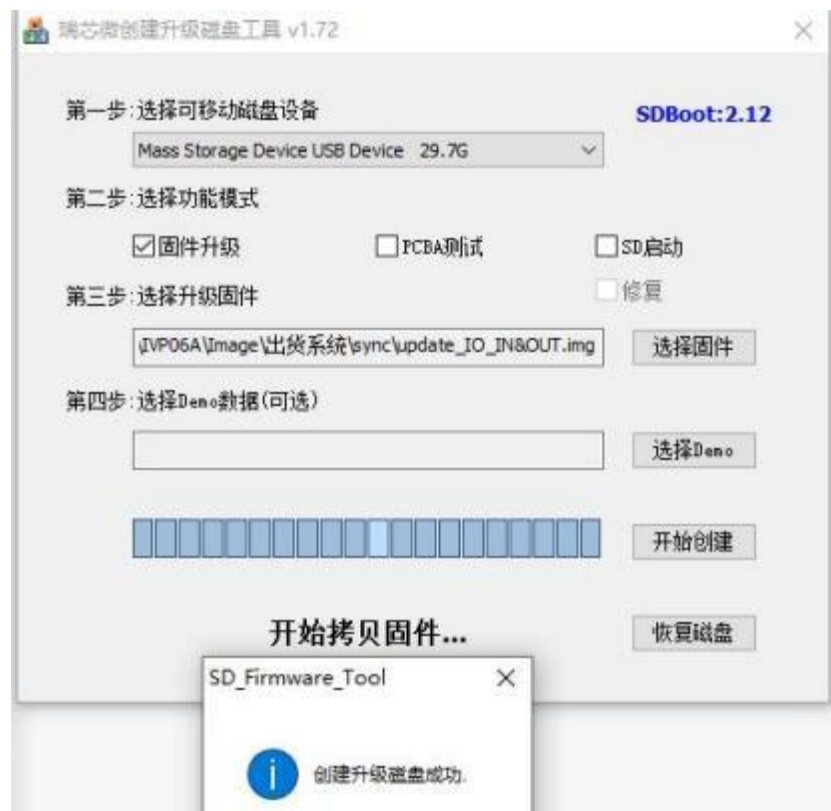 瑞芯微创建升级磁盘工具 v1.72
第一步:选择可移动磁盘设备
SDBoot:2.12
Mass Storage Device USB Device 29.7G
第二步:选择功能模式
固件升级 PCBA测试 SD启动
第三步:选择升级固件 修复
\IVP06A\Image\出货系统\sync\update_IO_IN&OUT.img 选择固件
第四步:选择Demo数据(可选)
选择Demo
开始创建
开始拷贝固件... 恢复磁盘
SD_Firmware_Tool
创建升级磁盘成功.